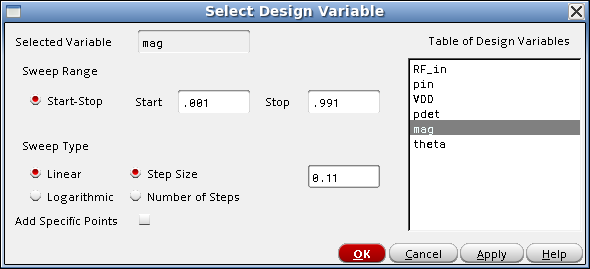 Select Design Variable
Selected Variable mag
Table of Design Variables
Sweep Range
Start-Stop Start .001 Stop .991
RF_in
pin
VDD
pdet
mag
theta
Sweep Type
Linear Step Size 0.11
Logarithmic Number of Steps
Add Specific Points
OK Cancel Apply Help